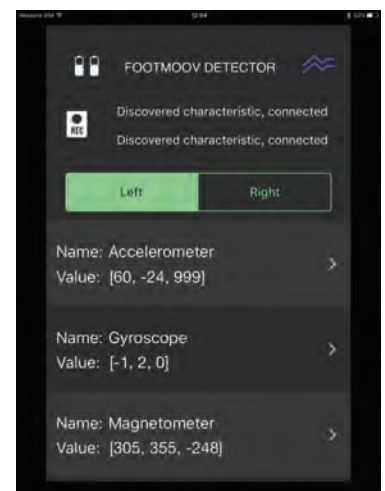 12:54
FOOTMOOV DETECTOR
REC
Discovered characteristic, connected
Discovered characteristic, connected
Left
Right
Name: Accelerometer
Value: [60, -24, 999]
Name: Gyroscope
Value: [-1, 2, 0]
Name: Magnetometer
Value: [305, 355, -248]